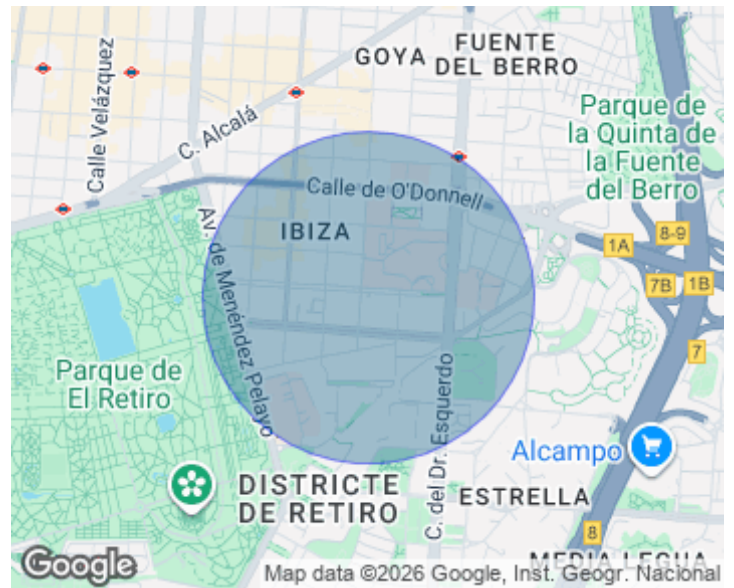 GOYA
FUENTE
DEL BERRO
Calle Velázquez
C. Alcalá
Parque de
la Quinta de
la Fuente
del Berro
Calle de O'Donnell
IBIZA
Av. de Menéndez Pelayo
1A
8-9
7B
1B
7
Parque de
El Retiro
C. del Dr. Esquerdo
Alcampo
DISTRICTE
DE RETIRO
ESTRELLA
8
MEDIA LEGUA
Google
Map data ©2026 Google, Inst. Geogr. Nacional